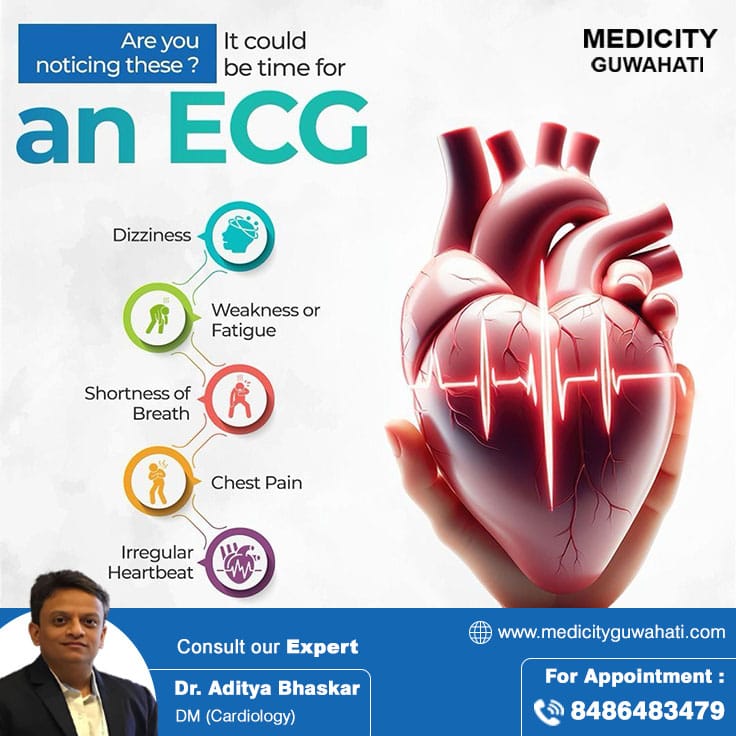 Are you
noticing these ?
It could
be time for
an ECG
MEDICITY
GUWAHATI
Dizziness
Weakness or
Fatigue
Shortness of
Breath
Chest Pain
Irregular
Heartbeat
Consult our Expert
Dr. Aditya Bhaskar
DM (Cardiology)
www.medicityguwahati.com
For Appointment :
8486483479